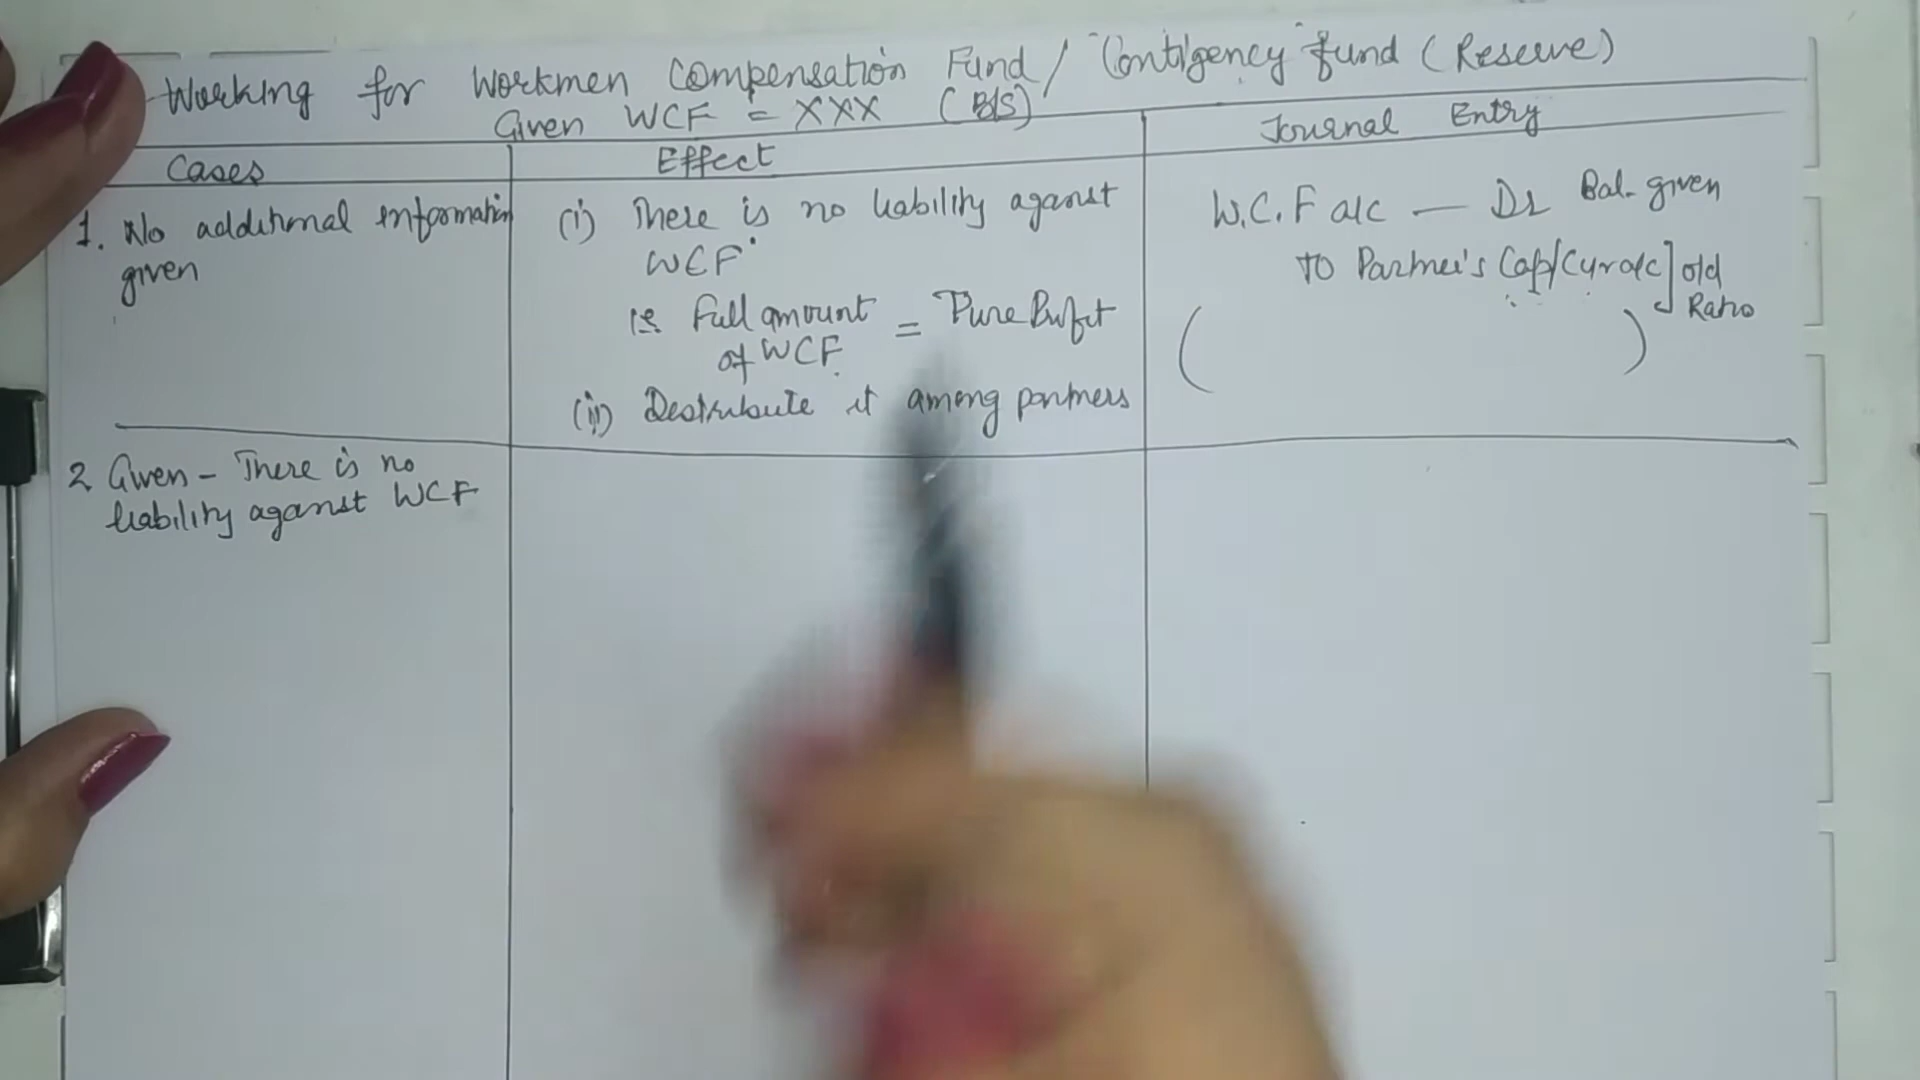 Working for Workmen Compensation Fund / "Contigency" fund (Reserve)
Given WCF = XXX (B/S)
Cases
Effect
Journal Entry
1. No additional information given
(i) There is no liability against WCF
ie Full amount of WCF = Pure Profit
(ii) Destribute it among partners
W.C.F a/c — Dr Bal. given
TO Partner's Cap/Cur a/c] old Ratio
( )
2 Given - There is no liability against WCF